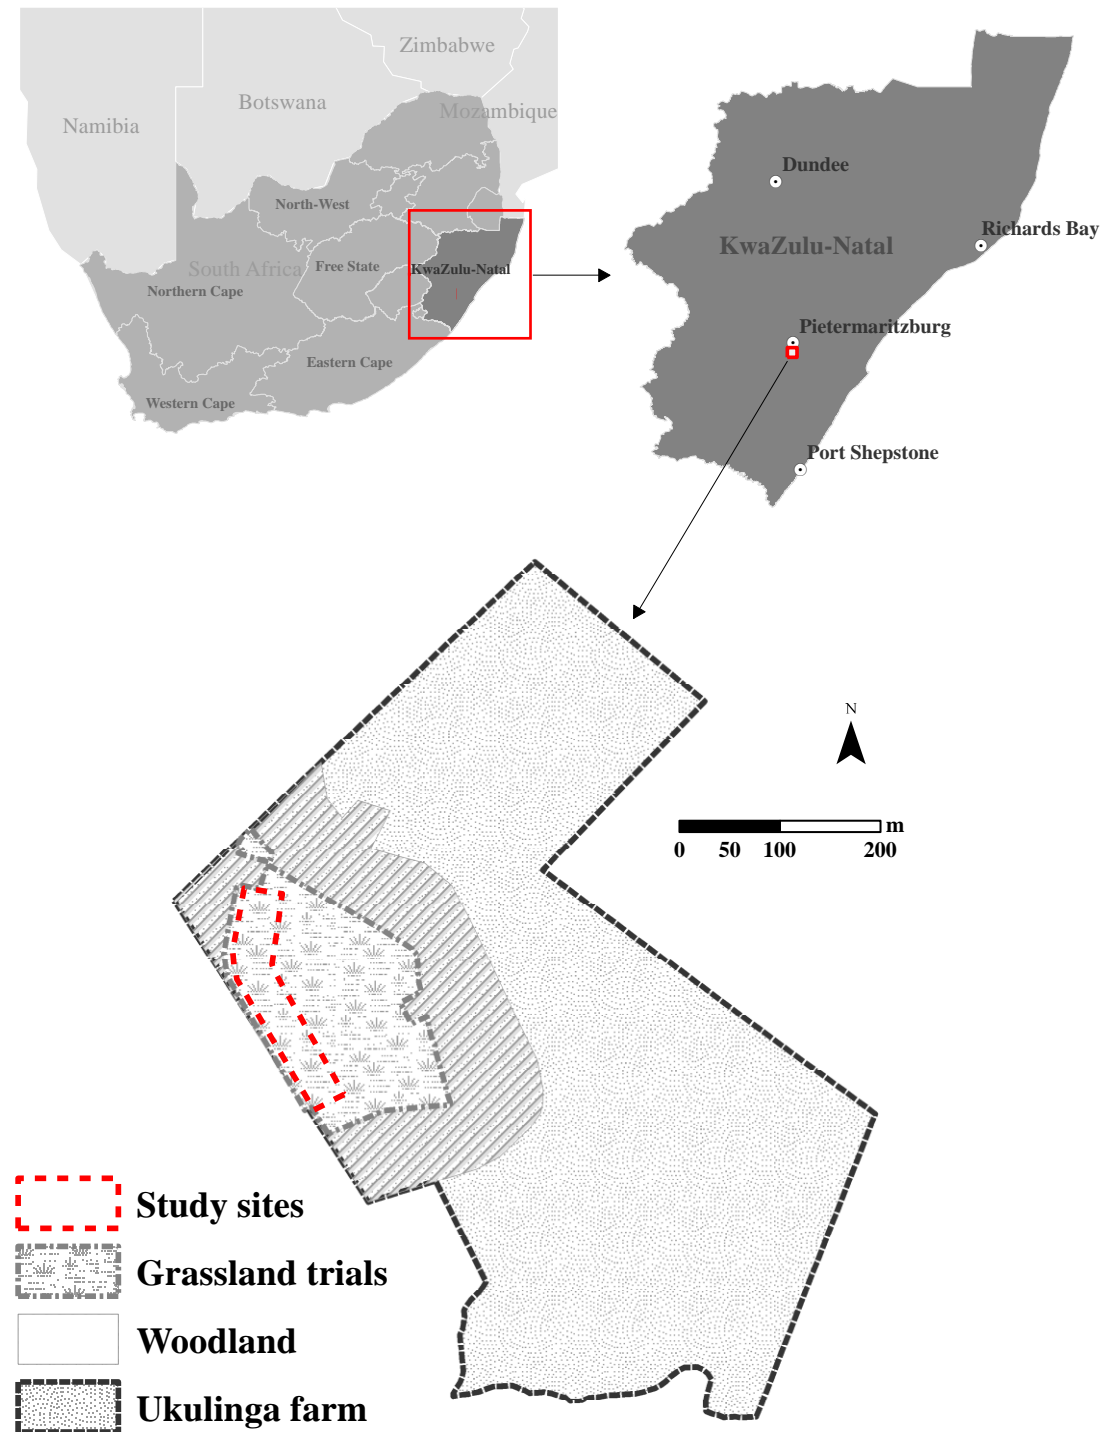 Zimbabwe
Botswana
Mozambique
Namibia
North-West
South Africa
Free State
KwaZulu-Natal
Northern Cape
Eastern Cape
Western Cape
Dundee
Richards Bay
KwaZulu-Natal
Pietermaritzburg
Port Shepstone
N
m
0 50 100 200
Study sites
Grassland trials
Woodland
Ukulinga farm